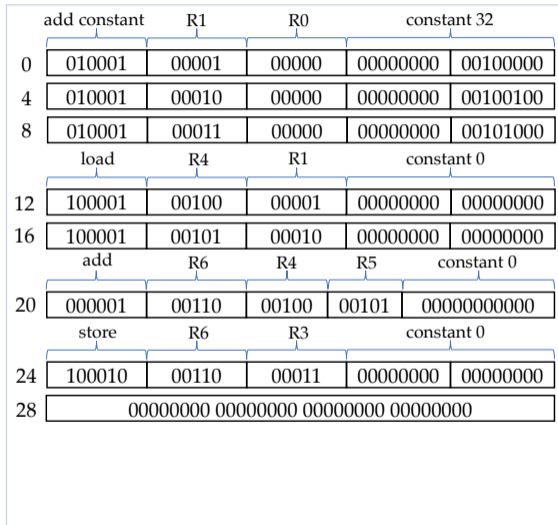 add constant R1 R0 constant 32
0 010001 00001 00000 00000000 00100000
4 010001 00010 00000 00000000 00100100
8 010001 00011 00000 00000000 00101000
load R4 R1 constant 0
12 100001 00100 00001 00000000 00000000
16 100001 00101 00010 00000000 00000000
add R6 R4 R5 constant 0
20 000001 00110 00100 00101 00000000000
store R6 R3 constant 0
24 100010 00110 00011 00000000 00000000
28 00000000 00000000 00000000 00000000